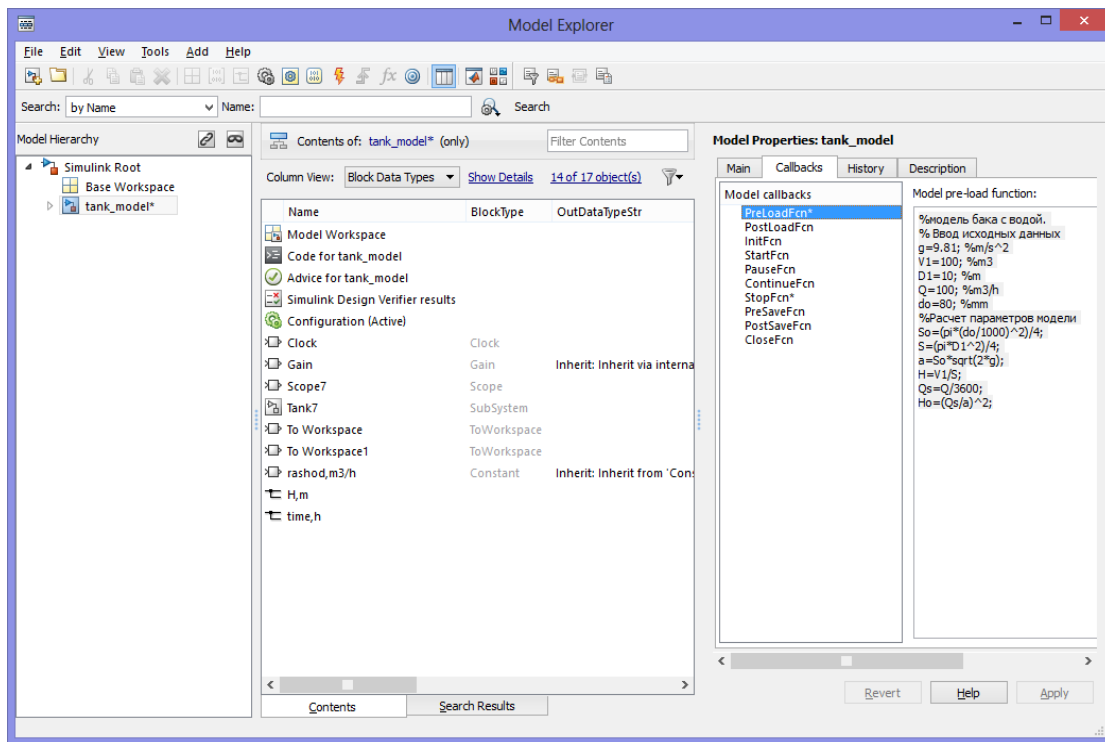 Model Explorer
File Edit View Tools Add Help
Search: by Name Name: Search
Model Hierarchy
Simulink Root
Base Workspace
tank_model*
Contents of: tank_model* (only) Filter Contents
Column View: Block Data Types Show Details 14 of 17 object(s)
Name BlockType OutDataTypeStr
Model Workspace
Code for tank_model
Advice for tank_model
Simulink Design Verifier results
Configuration (Active)
Clock Clock
Gain Gain Inherit: Inherit via interna
Scope7 Scope
Tank7 SubSystem
To Workspace ToWorkspace
To Workspace1 ToWorkspace
rashod,m3/h Constant Inherit: Inherit from 'Cons
H,m
time,h
Contents Search Results
Model Properties: tank_model
Main Callbacks History Description
Model callbacks
PreLoadFcn*
PostLoadFcn
InitFcn
StartFcn
PauseFcn
ContinueFcn
StopFcn*
PreSaveFcn
PostSaveFcn
CloseFcn
Model pre-load function:
%модель бака с водой.
% Ввод исходных данных
g=9.81; %m/s^2
V1=100; %m3
D1=10; %m
Q=100; %m3/h
do=80; %mm
%Расчет параметров модели
So=(pi*(do/1000)^2)/4;
S=(pi*D1^2)/4;
a=So*sqrt(2*g);
H=V1/S;
Qs=Q/3600;
Ho=(Qs/a)^2;
Revert Help Apply